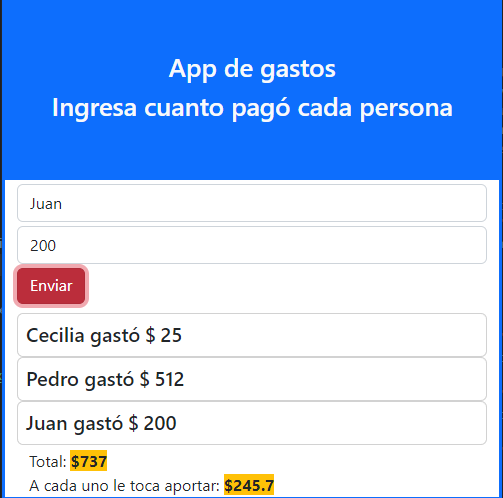 App de gastos
Ingresa cuanto pagó cada persona
Juan
200
Enviar
Cecilia gastó $ 25
Pedro gastó $ 512
Juan gastó $ 200
Total: $737
A cada uno le toca aportar: $245.7